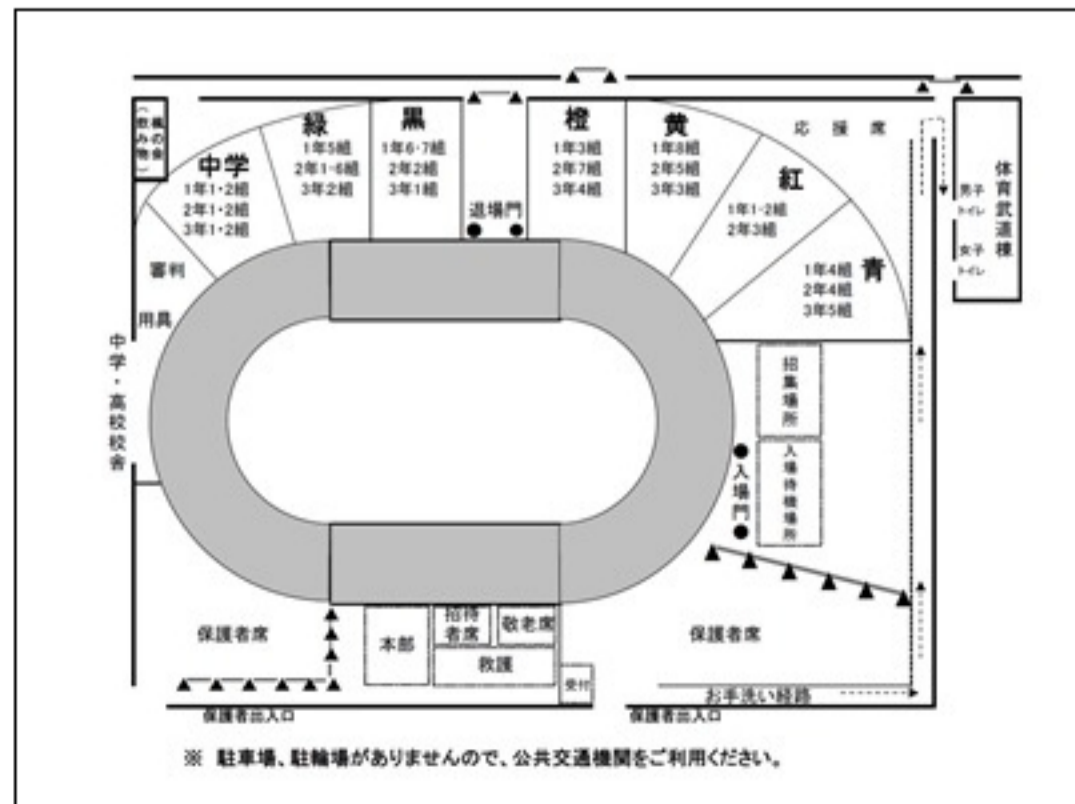 楓の会
(飲み物)
中学
1年1・2組
2年1・2組
3年1・2組
緑
1年5組
2年1・6組
3年2組
黒
1年6・7組
2年2組
3年1組
退場門
橙
1年3組
2年7組
3年4組
黄
1年8組
2年5組
3年3組
紅
1年1・2組
2年3組
青
1年4組
2年4組
3年5組
応援席
体育武道棟
男子
トイレ
女子
トイレ
審判
用具
中学・高校校舎
招集場所
入場待機場所
入場門
保護者席
本部
招待
者席
敬老席
救護
受付
保護者席
お手洗い経路
保護者出入口
保護者出入口
※ 駐車場、駐輪場がありませんので、公共交通機関をご利用ください。